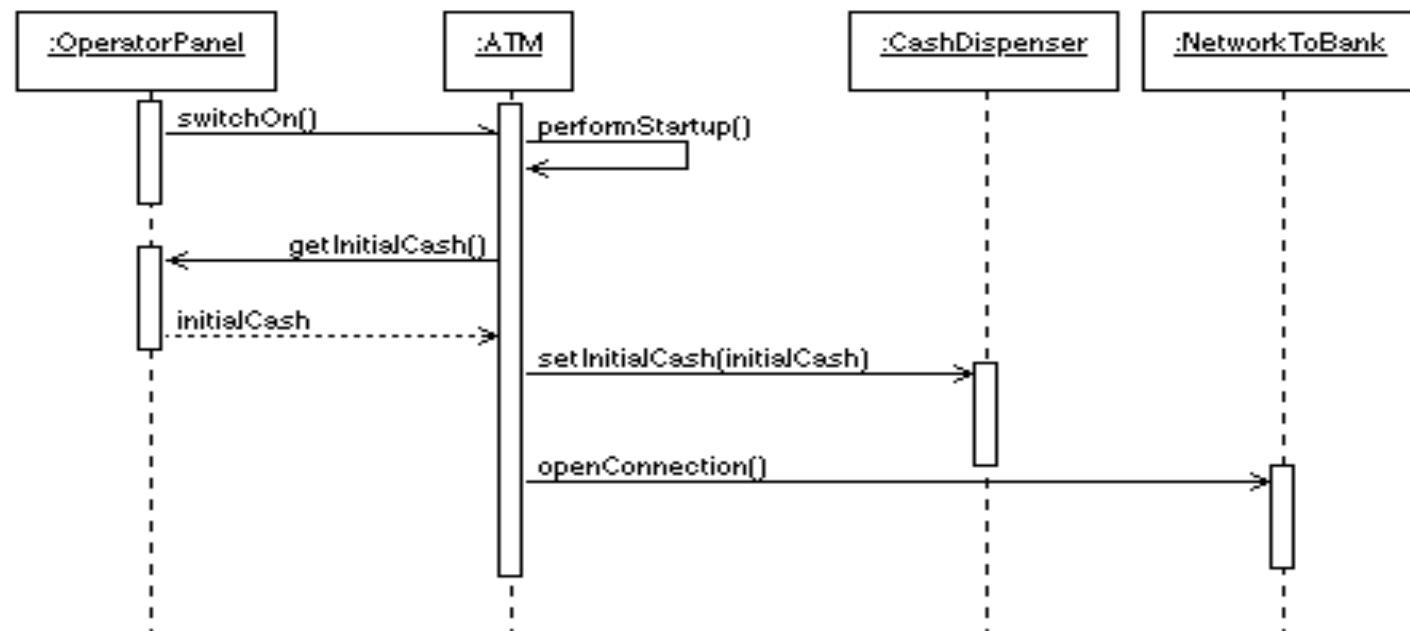 :OperatorPanel
:ATM
:CashDispenser
:NetworkToBank
switchOn()
performStartup()
getInitialCash()
initialCash
setInitialCash(initialCash)
openConnection()